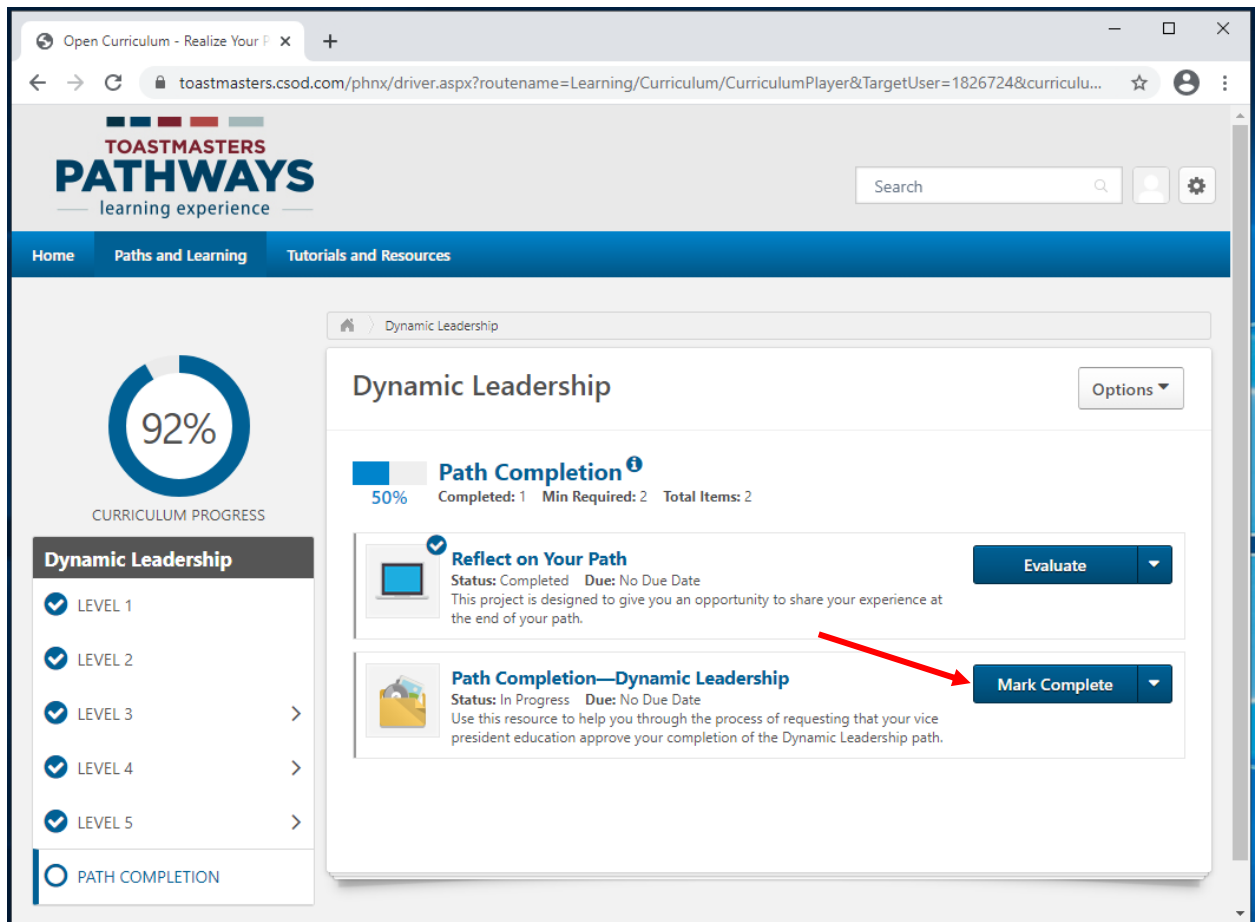 Open Curriculum - Realize Your P
toastmasters.csod.com/phnx/driver.aspx?routename=Learning/Curriculum/CurriculumPlayer&TargetUser=1826724&curriculu...
TOASTMASTERS
PATHWAYS
learning experience
Search
Home Paths and Learning Tutorials and Resources
Dynamic Leadership
92%
CURRICULUM PROGRESS
Dynamic Leadership
LEVEL 1
LEVEL 2
LEVEL 3
LEVEL 4
LEVEL 5
PATH COMPLETION
Dynamic Leadership
Options
Path Completion
50%
Completed: 1 Min Required: 2 Total Items: 2
Reflect on Your Path
Status: Completed Due: No Due Date
This project is designed to give you an opportunity to share your experience at
the end of your path.
Evaluate
Path Completion—Dynamic Leadership
Status: In Progress Due: No Due Date
Use this resource to help you through the process of requesting that your vice
president education approve your completion of the Dynamic Leadership path.
Mark Complete